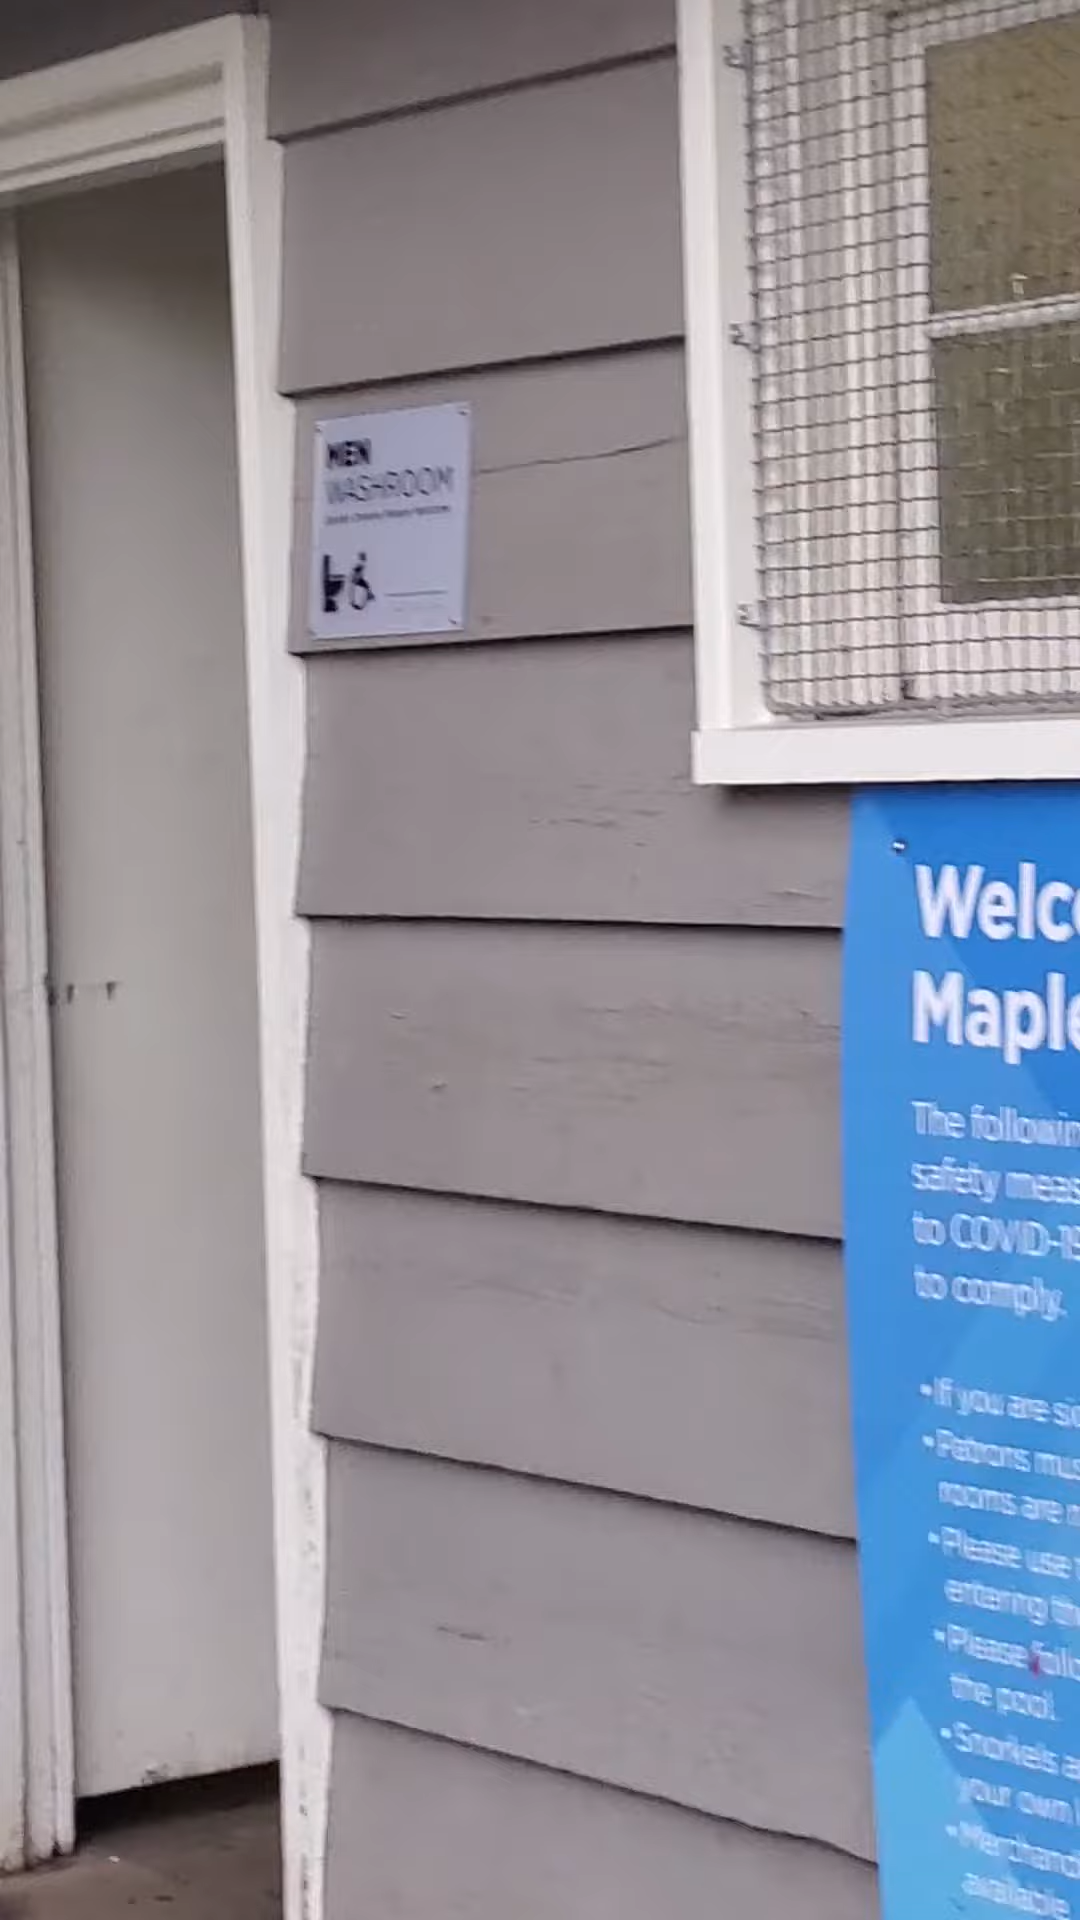 MEN
WASHROOM
Welc
Maple
The followin
safety meas
to COVID-19
to comply.
•If you are si
•Patrons mus
rooms are
•Please use
entering th
•Please follo
the pool.
•Snorkels a
your own
•Merchand
available